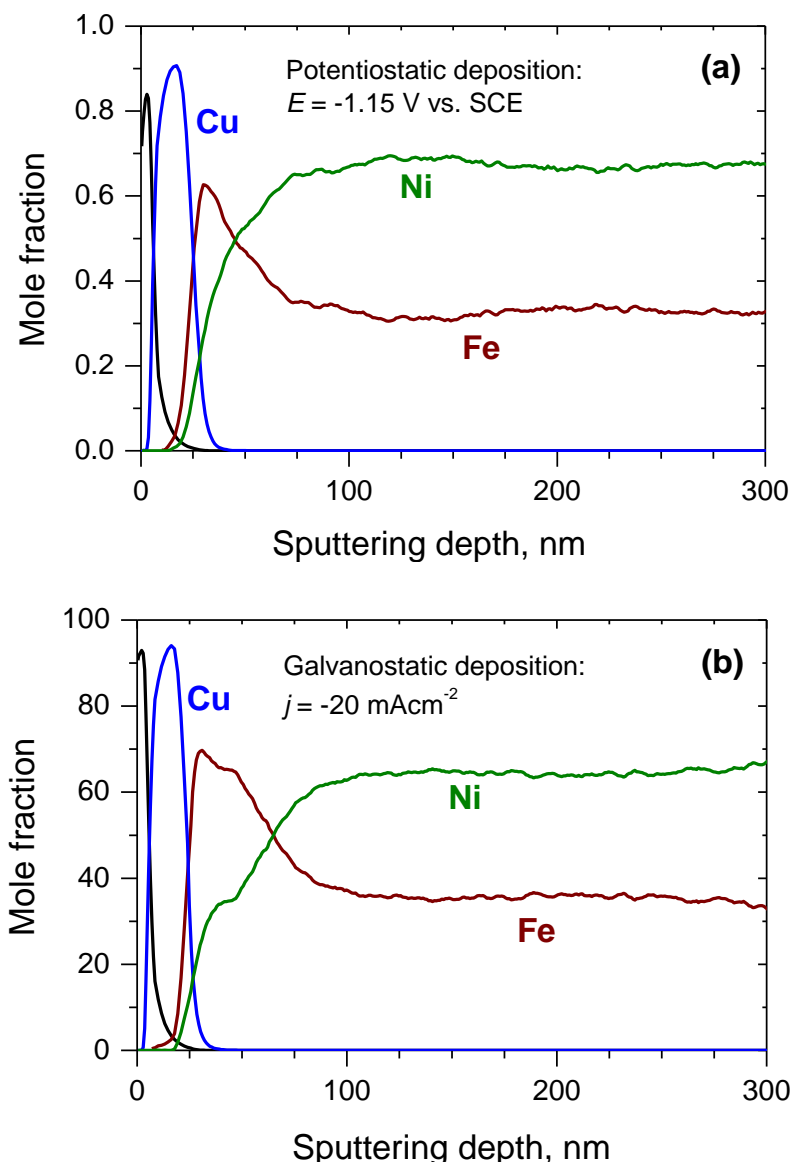 1.0
(a)
Potentiostatic deposition:
E = -1.15 V vs. SCE
0.8
Cu
Ni
0.6
Mole fraction
0.4
Fe
0.2
0.0
0
100
200
300
Sputtering depth, nm
100
(b)
Galvanostatic deposition:
j = -20 mAcm-2
80
Cu
60
Ni
Mole fraction
40
Fe
20
0
0
100
200
300
Sputtering depth, nm